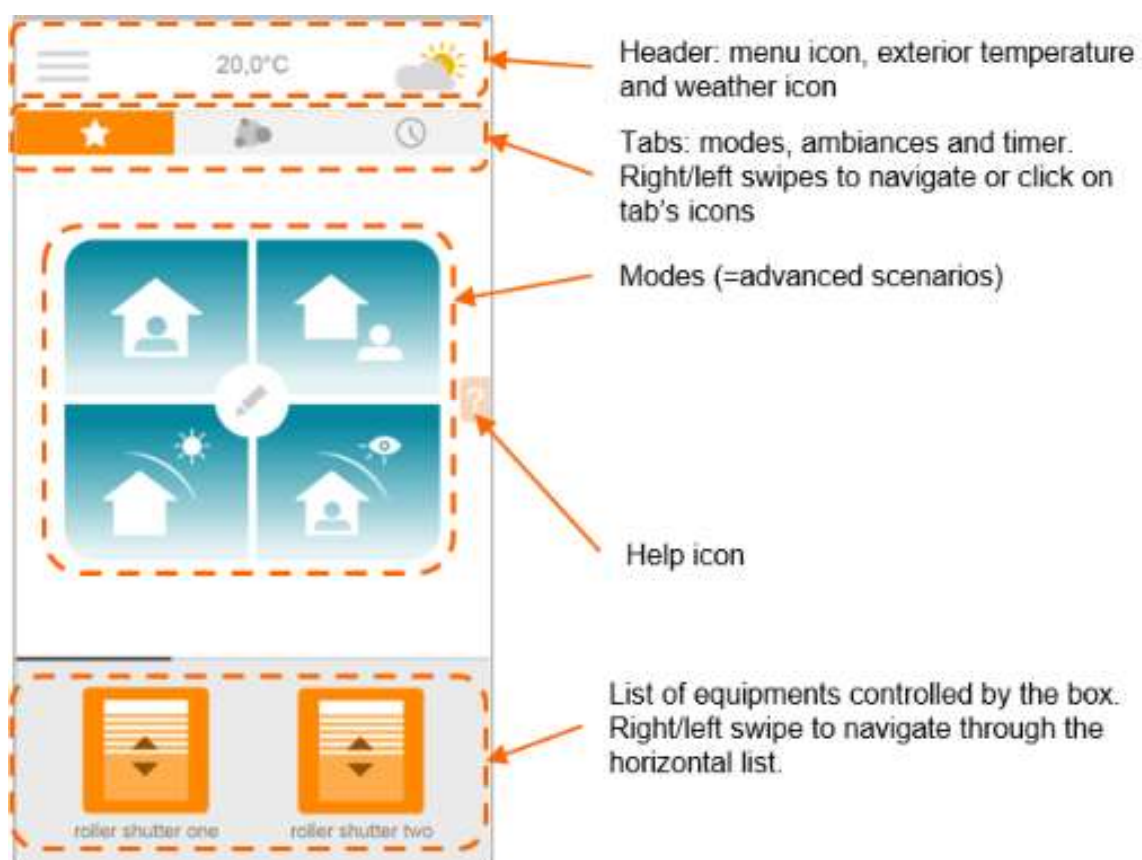 20,0°C
Header: menu icon, exterior temperature
and weather icon
Tabs: modes, ambiances and timer.
Right/left swipes to navigate or click on
tab's icons
Modes (=advanced scenarios)
?
Help icon
List of equipments controlled by the box.
Right/left swipe to navigate through the
horizontal list.
roller shutter one
roller shutter two